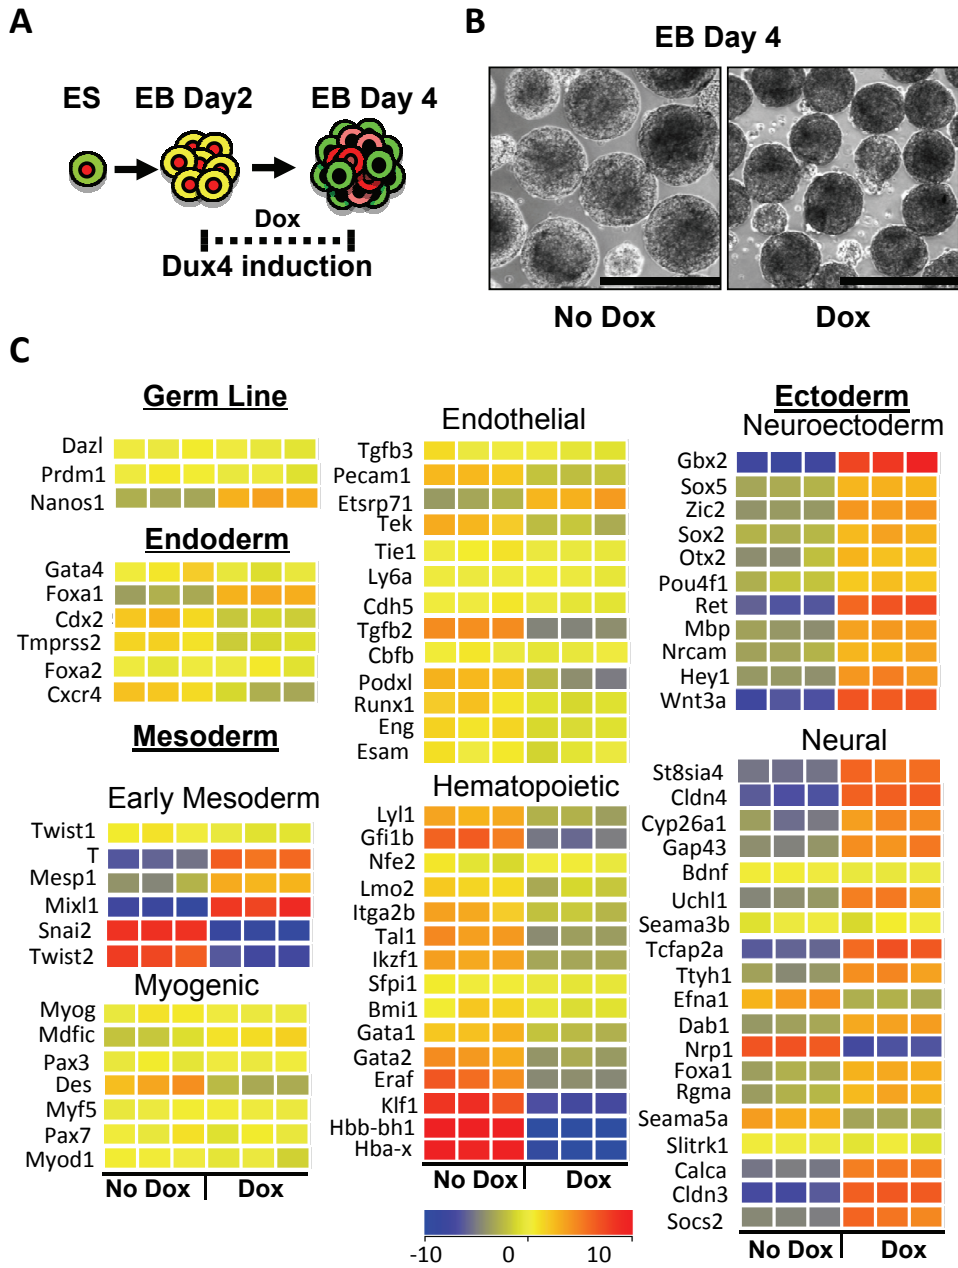 A
ES
EB Day2
EB Day 4
Dox
Dux4 induction
B
EB Day 4
No Dox
Dox
C
Germ Line
Dazl
Prdm1
Nanos1
Endoderm
Gata4
Foxa1
Cdx2
Tmprss2
Foxa2
Cxcr4
Mesoderm
Early Mesoderm
Twist1
T
Mesp1
Mixl1
Snai2
Twist2
Myogenic
Myog
Mdfic
Pax3
Des
Myf5
Pax7
Myod1
No Dox
Dox
Endothelial
Tgfb3
Pecam1
Etsrp71
Tek
Tie1
Ly6a
Cdh5
Tgfb2
Cbfb
Podxl
Runx1
Eng
Esam
Hematopoietic
Lyl1
Gfi1b
Nfe2
Lmo2
Itga2b
Tal1
Ikzf1
Sfpi1
Bmi1
Gata1
Gata2
Eraf
Klf1
Hbb-bh1
Hba-x
No Dox
Dox
-10
0
10
Ectoderm
Neuroectoderm
Gbx2
Sox5
Zic2
Sox2
Otx2
Pou4f1
Ret
Mbp
Nrcam
Hey1
Wnt3a
Neural
St8sia4
Cldn4
Cyp26a1
Gap43
Bdnf
Uchl1
Seama3b
Tcfap2a
Ttyh1
Efna1
Dab1
Nrp1
Foxa1
Rgma
Seama5a
Slitrk1
Calca
Cldn3
Socs2
No Dox
Dox